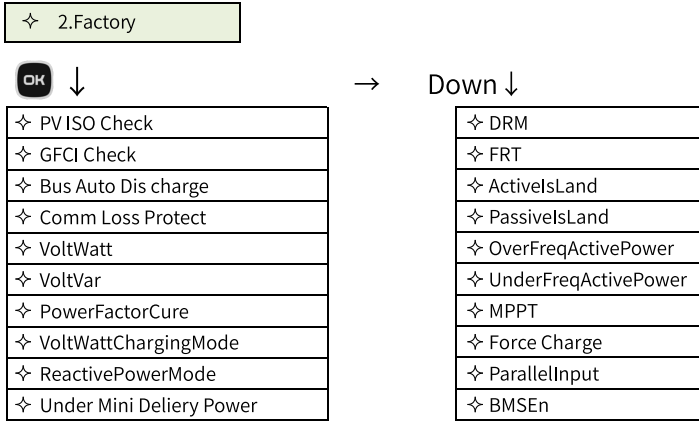 ✧ 2.Factory
OK ↓ → Down ↓
✧ PV ISO Check
✧ GFCI Check
✧ Bus Auto Dis charge
✧ Comm Loss Protect
✧ VoltWatt
✧ VoltVar
✧ PowerFactorCure
✧ VoltWattChargingMode
✧ ReactivePowerMode
✧ Under Mini Deliery Power
✧ DRM
✧ FRT
✧ ActiveIsLand
✧ PassiveIsLand
✧ OverFreqActivePower
✧ UnderFreqActivePower
✧ MPPT
✧ Force Charge
✧ ParallelInput
✧ BMSEn